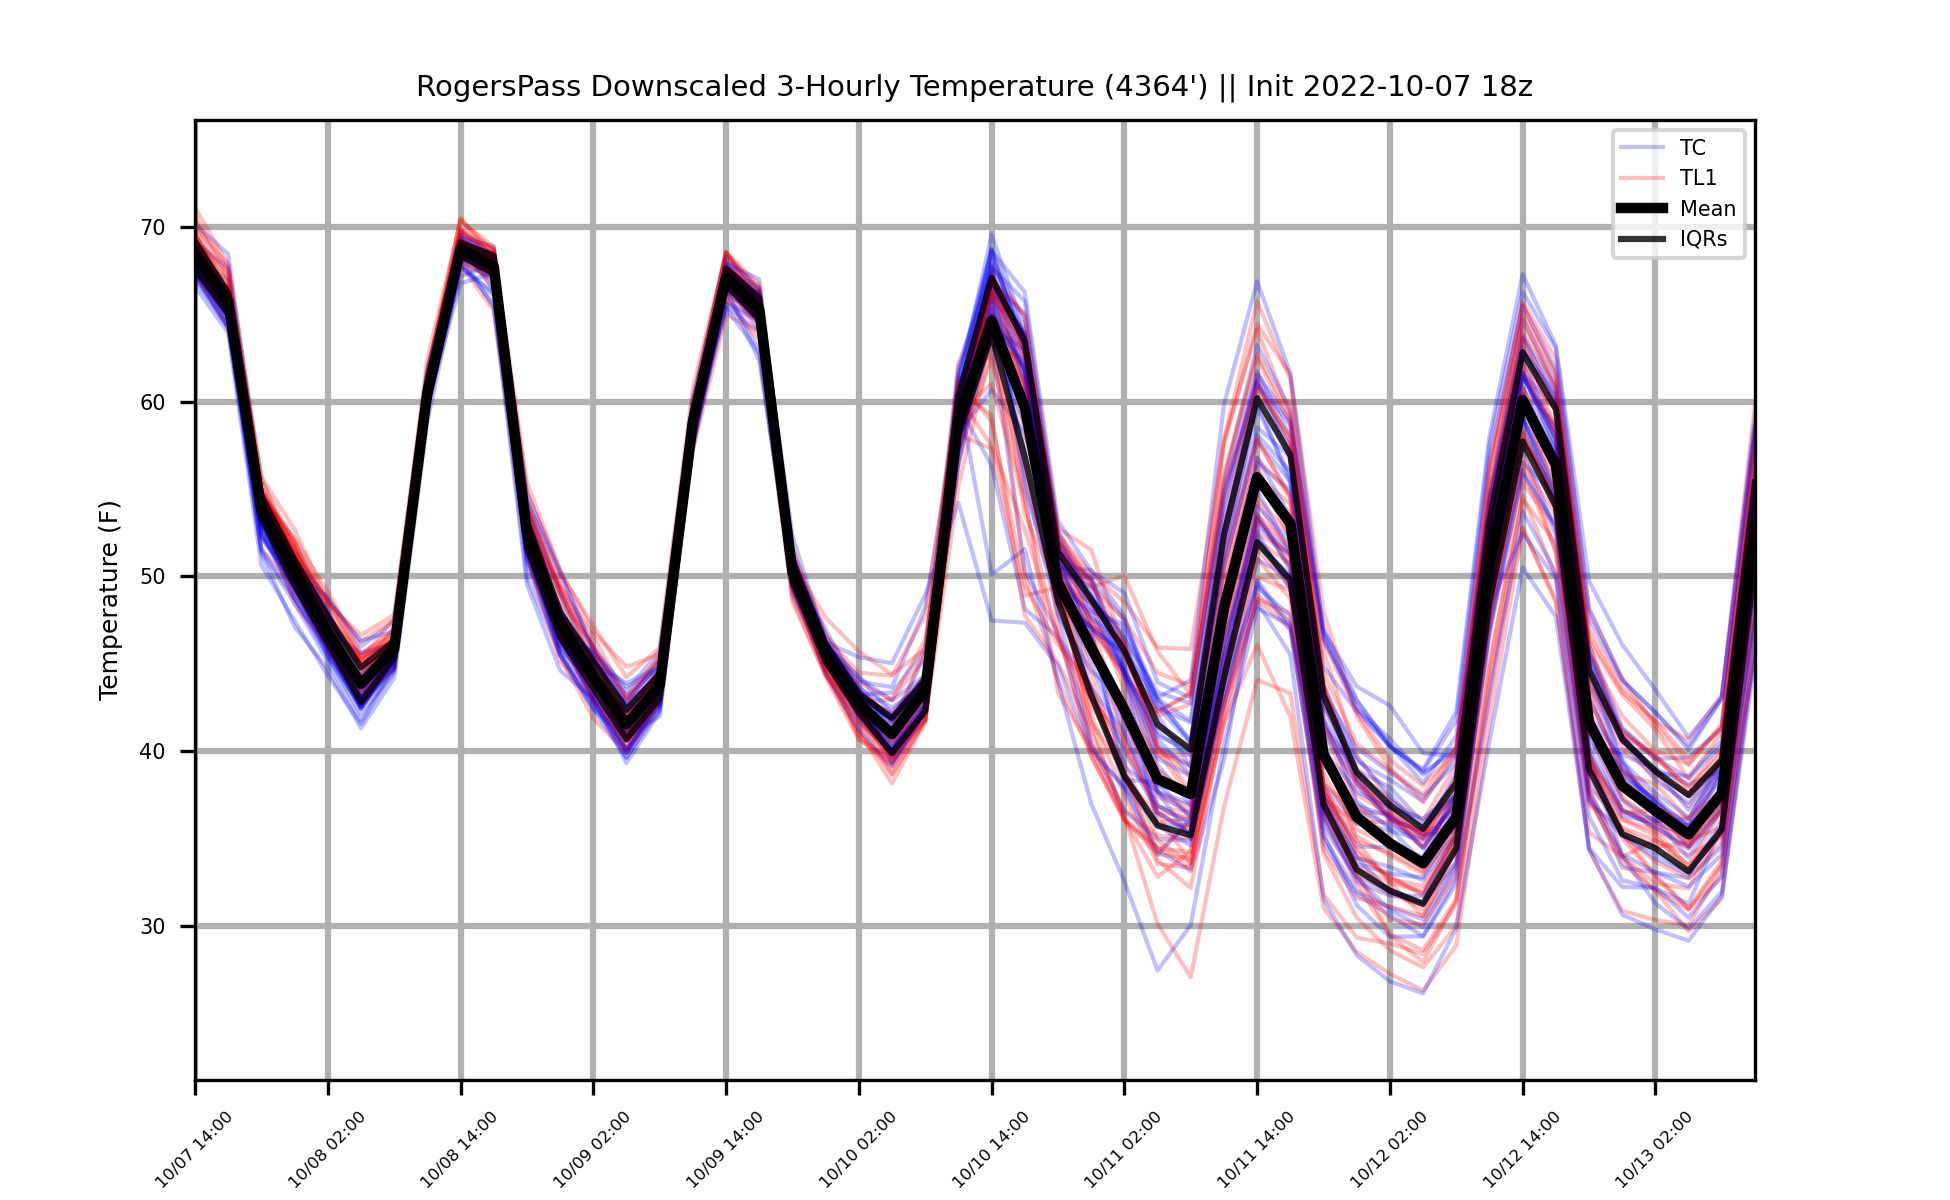 RogersPass Downscaled 3-Hourly Temperature (4364') || Init 2022-10-07 18z
TC
TL1
Mean
IQRs
Temperature (F)
70
60
50
40
30
10/07 14:00
10/08 02:00
10/08 14:00
10/09 02:00
10/09 14:00
10/10 02:00
10/10 14:00
10/11 02:00
10/11 14:00
10/12 02:00
10/12 14:00
10/13 02:00